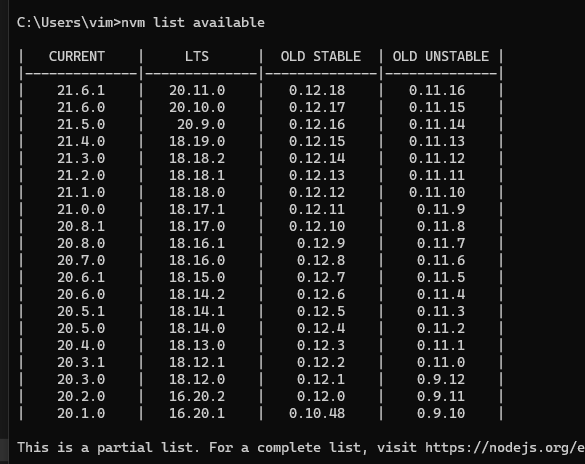 C:\Users\vim>nvm list available
|   CURRENT    |     LTS      |  OLD STABLE  | OLD UNSTABLE |
|--------------|--------------|--------------|--------------|
|    21.6.1    |   20.11.0    |   0.12.18    |   0.11.16    |
|    21.6.0    |   20.10.0    |   0.12.17    |   0.11.15    |
|    21.5.0    |    20.9.0    |   0.12.16    |   0.11.14    |
|    21.4.0    |   18.19.0    |   0.12.15    |   0.11.13    |
|    21.3.0    |   18.18.2    |   0.12.14    |   0.11.12    |
|    21.2.0    |   18.18.1    |   0.12.13    |   0.11.11    |
|    21.1.0    |   18.18.0    |   0.12.12    |   0.11.10    |
|    21.0.0    |   18.17.1    |   0.12.11    |    0.11.9    |
|    20.8.1    |   18.17.0    |   0.12.10    |    0.11.8    |
|    20.8.0    |   18.16.1    |    0.12.9    |    0.11.7    |
|    20.7.0    |   18.16.0    |    0.12.8    |    0.11.6    |
|    20.6.1    |   18.15.0    |    0.12.7    |    0.11.5    |
|    20.6.0    |   18.14.2    |    0.12.6    |    0.11.4    |
|    20.5.1    |   18.14.1    |    0.12.5    |    0.11.3    |
|    20.5.0    |   18.14.0    |    0.12.4    |    0.11.2    |
|    20.4.0    |   18.13.0    |    0.12.3    |    0.11.1    |
|    20.3.1    |   18.12.1    |    0.12.2    |    0.11.0    |
|    20.3.0    |   18.12.0    |    0.12.1    |    0.9.12    |
|    20.2.0    |   16.20.2    |    0.12.0    |    0.9.11    |
|    20.1.0    |   16.20.1    |   0.10.48    |    0.9.10    |
This is a partial list. For a complete list, visit https://nodejs.org/e